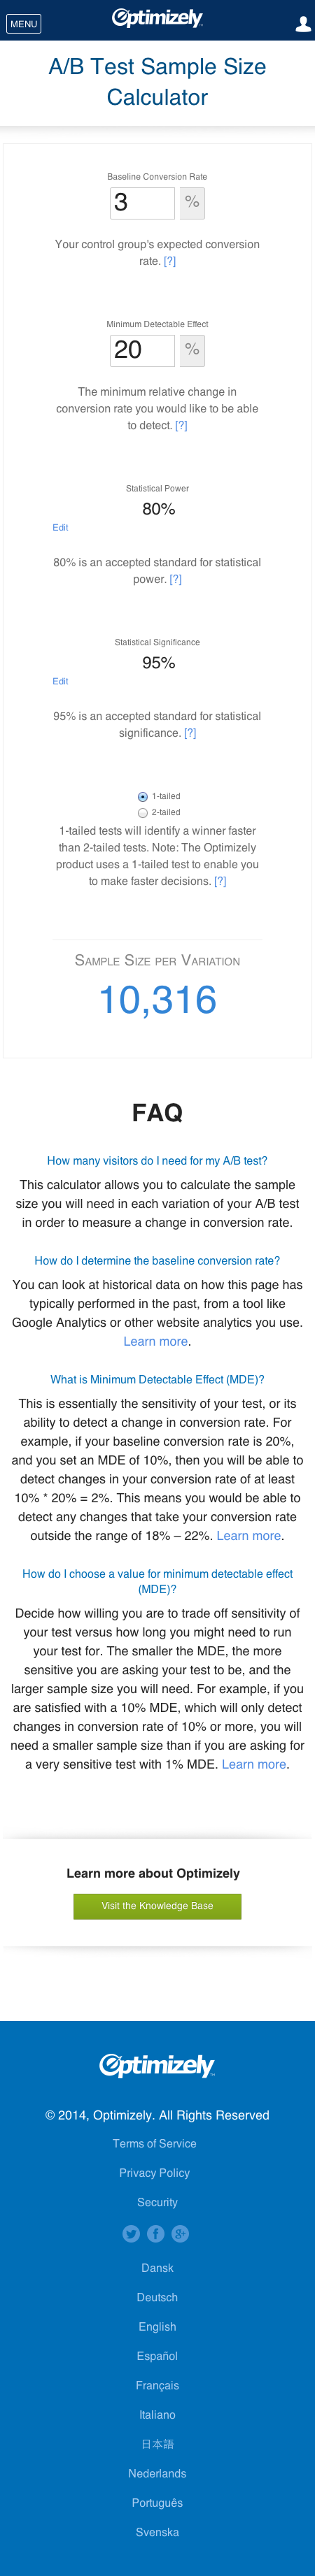 MENU
Optimizely
A/B Test Sample Size
Calculator
Baseline Conversion Rate
3 %
Your control group's expected conversion
rate. [?]
Minimum Detectable Effect
20 %
The minimum relative change in
conversion rate you would like to be able
to detect. [?]
Statistical Power
80%
Edit
80% is an accepted standard for statistical
power. [?]
Statistical Significance
95%
Edit
95% is an accepted standard for statistical
significance. [?]
1-tailed
2-tailed
1-tailed tests will identify a winner faster
than 2-tailed tests. Note: The Optimizely
product uses a 1-tailed test to enable you
to make faster decisions. [?]
Sample Size per Variation
10,316
FAQ
How many visitors do I need for my A/B test?
This calculator allows you to calculate the sample
size you will need in each variation of your A/B test
in order to measure a change in conversion rate.
How do I determine the baseline conversion rate?
You can look at historical data on how this page has
typically performed in the past, from a tool like
Google Analytics or other website analytics you use.
Learn more.
What is Minimum Detectable Effect (MDE)?
This is essentially the sensitivity of your test, or its
ability to detect a change in conversion rate. For
example, if your baseline conversion rate is 20%,
and you set an MDE of 10%, then you will be able to
detect changes in your conversion rate of at least
10% * 20% = 2%. This means you would be able to
detect any changes that take your conversion rate
outside the range of 18% – 22%. Learn more.
How do I choose a value for minimum detectable effect
(MDE)?
Decide how willing you are to trade off sensitivity of
your test versus how long you might need to run
your test for. The smaller the MDE, the more
sensitive you are asking your test to be, and the
larger sample size you will need. For example, if you
are satisfied with a 10% MDE, which will only detect
changes in conversion rate of 10% or more, you will
need a smaller sample size than if you are asking for
a very sensitive test with 1% MDE. Learn more.
Learn more about Optimizely
Visit the Knowledge Base
Optimizely
© 2014, Optimizely. All Rights Reserved
Terms of Service
Privacy Policy
Security
Dansk
Deutsch
English
Español
Français
Italiano
日本語
Nederlands
Português
Svenska